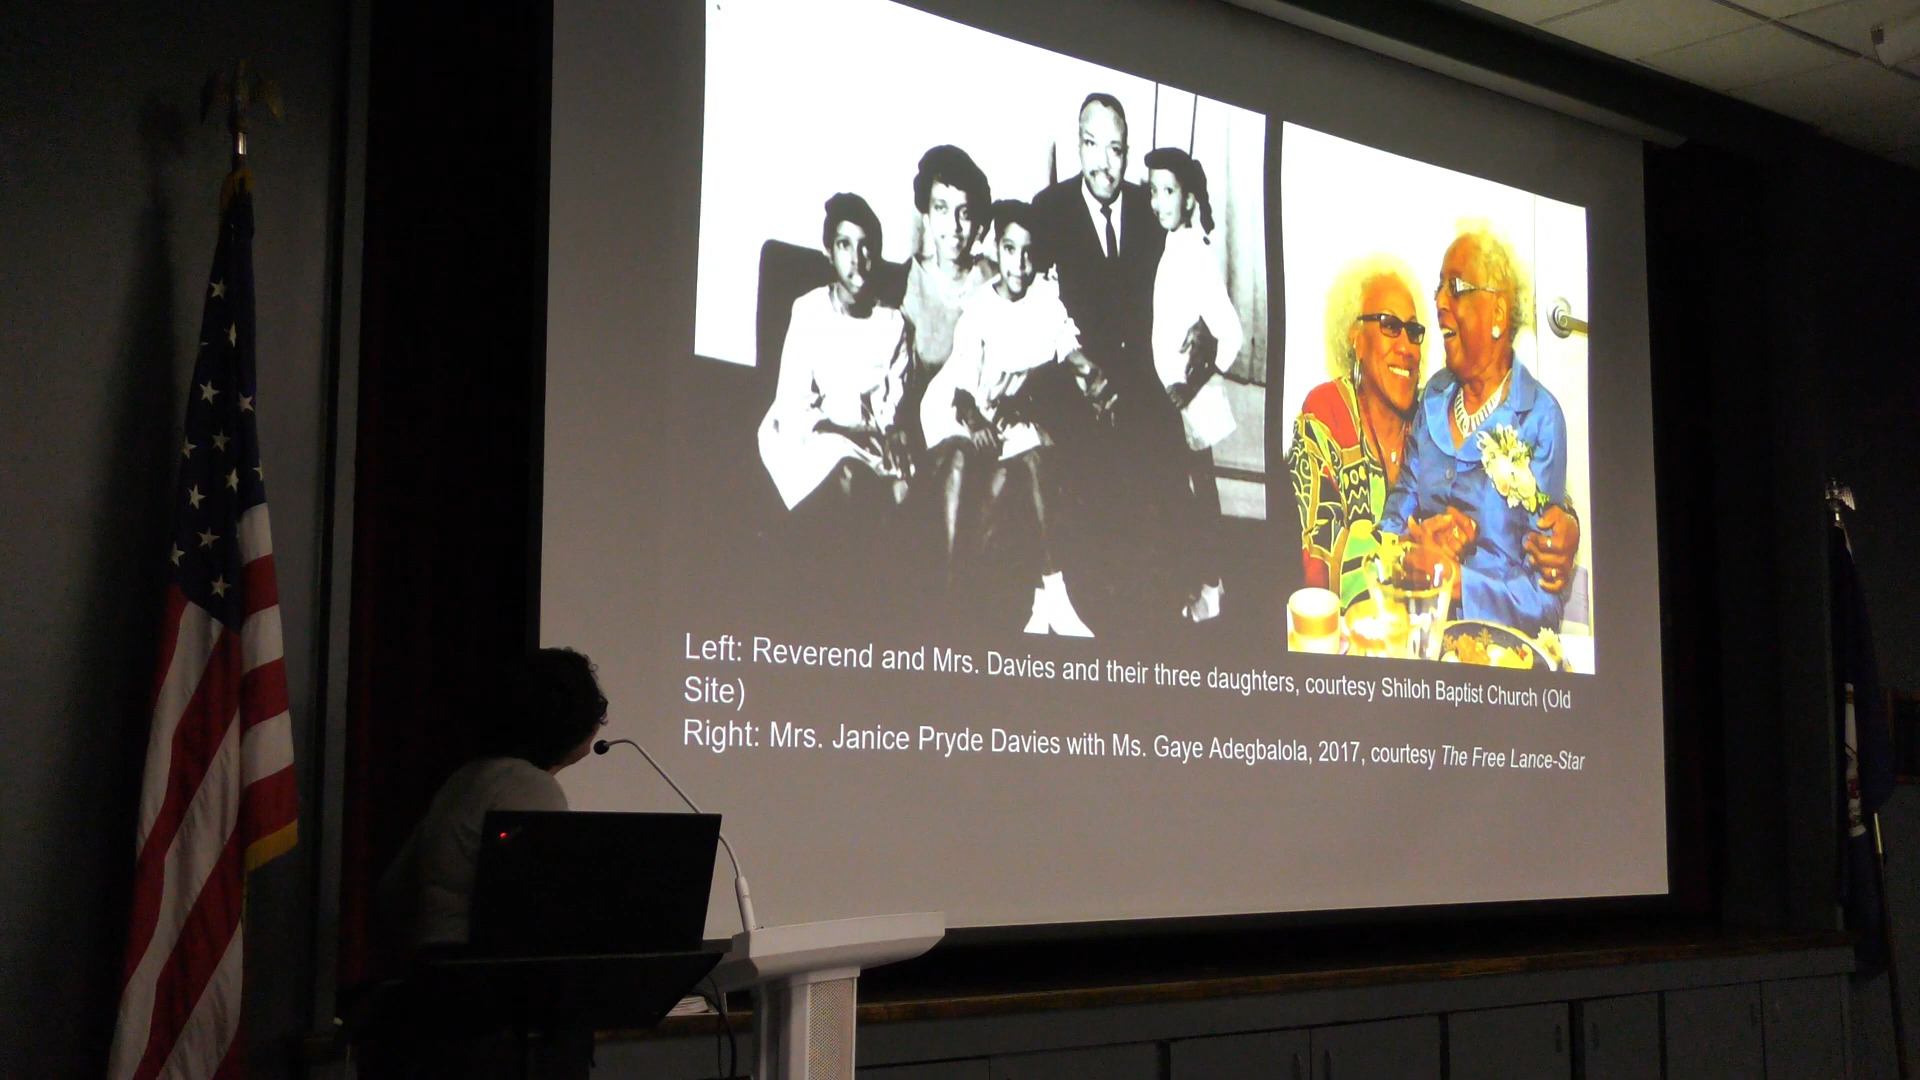 Left: Reverend and Mrs. Davies and their three daughters, courtesy Shiloh Baptist Church (Old
Site)
Right: Mrs. Janice Pryde Davies with Ms. Gaye Adegbalola, 2017, courtesy The Free Lance-Star